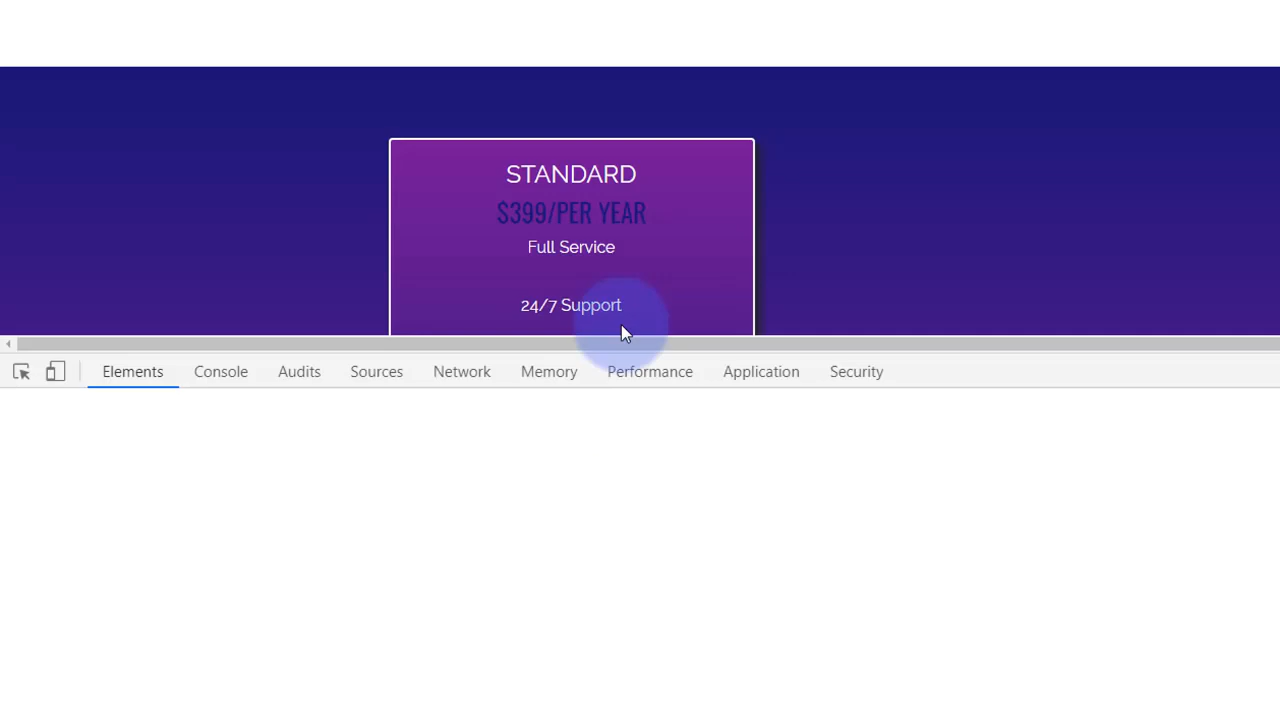 STANDARD
$399/PER YEAR
Full Service
24/7 Support
Elements Console Audits Sources Network Memory Performance Application Security